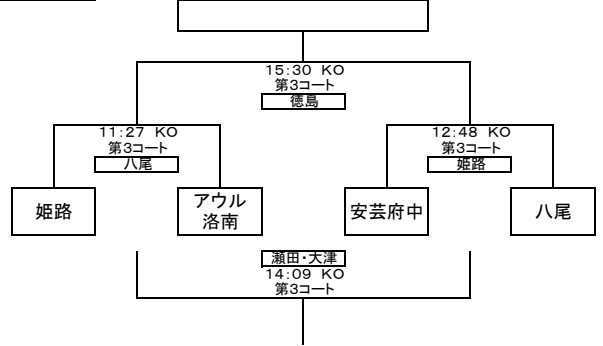 15:30 KO
第3コート
徳島
11:27 KO
第3コート
八尾
12:48 KO
第3コート
姫路
姫路
アウル
洛南
安芸府中
八尾
瀬田・大津
14:09 KO
第3コート